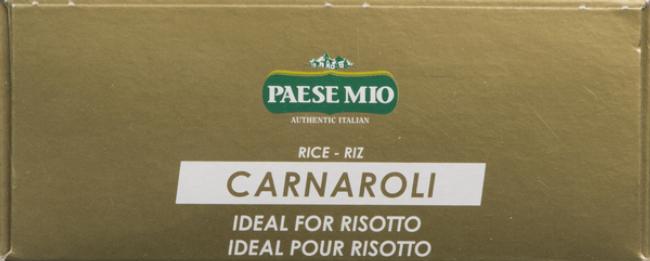 PAESE MIO
AUTHENTIC ITALIAN
RICE - RIZ
CARNAROLI
IDEAL FOR RISOTTO
IDEAL POUR RISOTTO